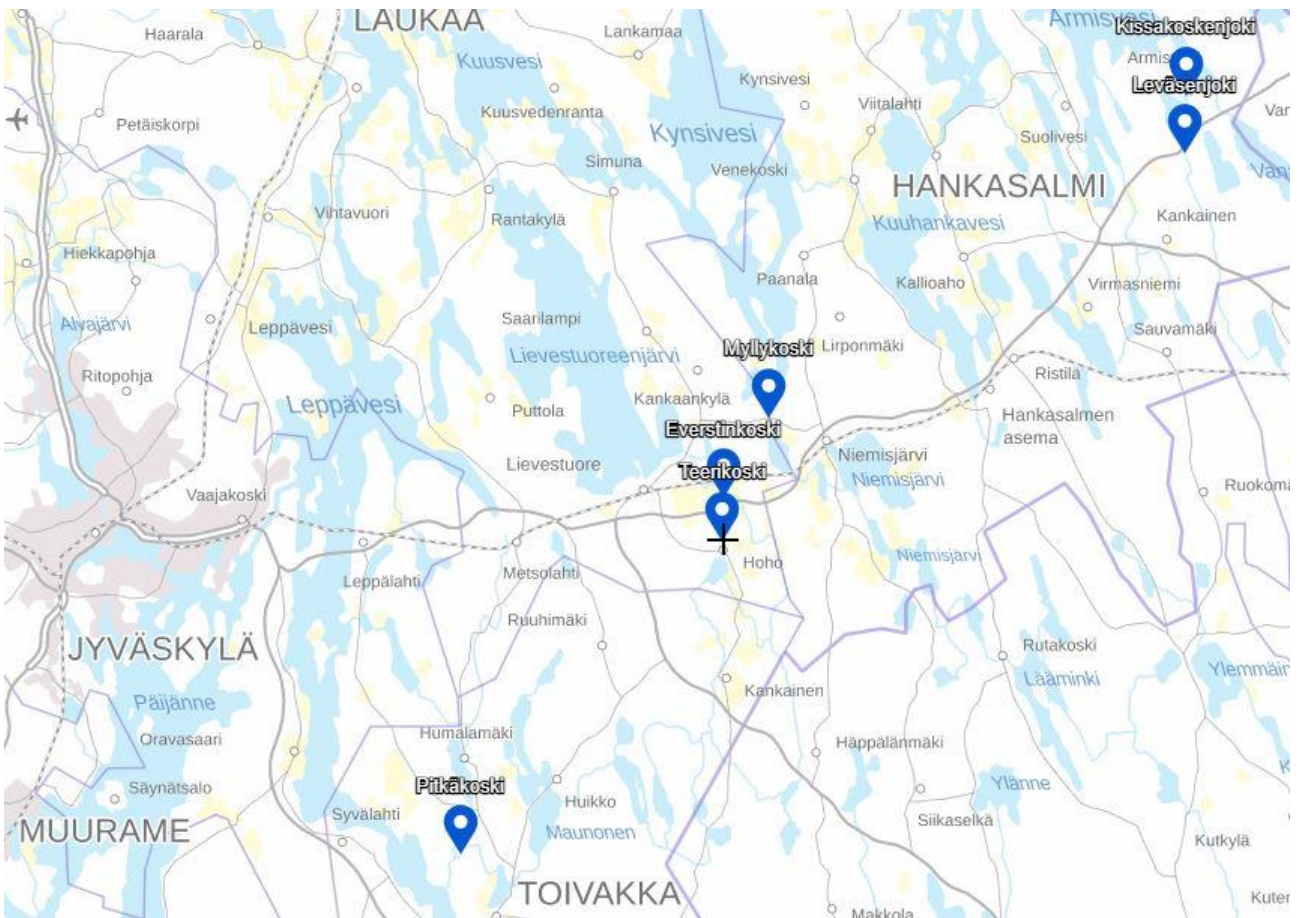 LAUKAA
Armisvesi
Haarala
Lankamaa
Kissakoskenjoki
Kuusvesi
Kynsivesi
Leväsenjoki
Petäiskorpi
Kuusvedenranta
Viitalahti
Kynsivesi
Suolivesi
Simuna
Venekoski
HANKASALMI
Vihtavuori
Rantakylä
Kuuhankavesi
Kankainen
Hiekkapohja
Paanala
Kallioaho
Virmasniemi
Alvajärvi
Leppävesi
Saarilampi
Sauvamäki
Lievestuoreenjärvi
Myllykoski
Lirponmäki
Ritopohja
Ristilä
Leppävesi
Puttola
Kankaankylä
Hankasalmen
asema
Everstinkoski
Lievestuore
Teerikoski
Niemisjärvi
Niemisjärvi
Vaajakoski
Niemisjärvi
Hoho
Leppälahti
Metsolahti
Ruuhimäki
JYVÄSKYLÄ
Rutakoski
Lääminki
Kankainen
Päijänne
Oravasaari
Humalamäki
Häppälänmäki
Säynätsalo
Pitkäkoski
Ylänne
Syvälahti
Huikko
MUURAME
Maunonen
Siikaselkä
Kutkylä
TOIVAKKA
Makkola